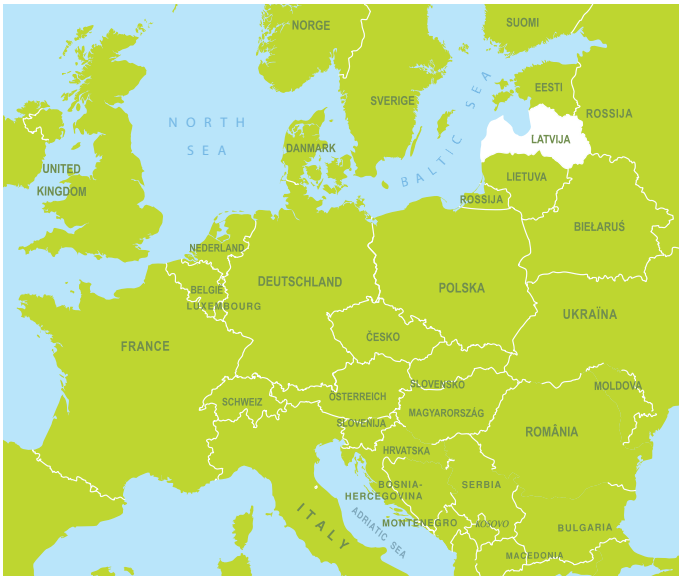 NORGE
SUOMI
EESTI
SVERIGE
ROSSIJA
NORTH
SEA
BALTIC SEA
LATVIJA
DANMARK
UNITED
KINGDOM
LIETUVA
ROSSIJA
BIEŁARUŚ
NEDERLAND
DEUTSCHLAND
BELGIË
POLSKA
LUXEMBOURG
UKRAÏNA
ČESKO
FRANCE
SLOVENSKO
MOLDOVA
ÖSTERREICH
SCHWEIZ
MAGYARORSZÁG
SLOVENIJA
ROMÂNIA
HRVATSKA
BOSNIA-
HERCEGOVINA
SERBIA
ITALY
ADRIATIC SEA
MONTENEGRO
KOSOVO
BULGARIA
MACEDONIA